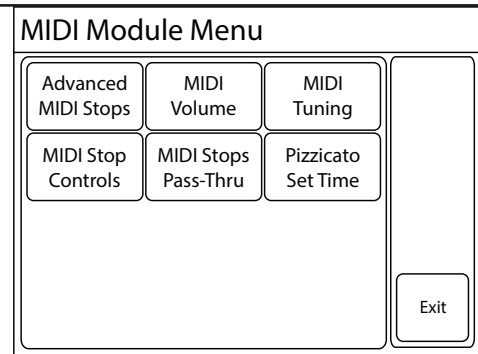 MIDI Module Menu
Advanced
MIDI Stops
MIDI
Volume
MIDI
Tuning
MIDI Stop
Controls
MIDI Stops
Pass-Thru
Pizzicato
Set Time
Exit